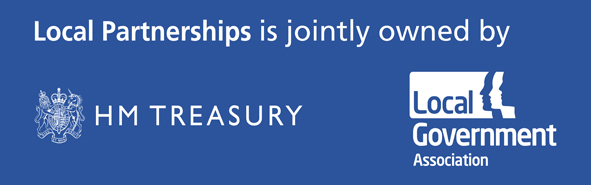 Local Partnerships is jointly owned by
HM TREASURY
Local
Government
Association